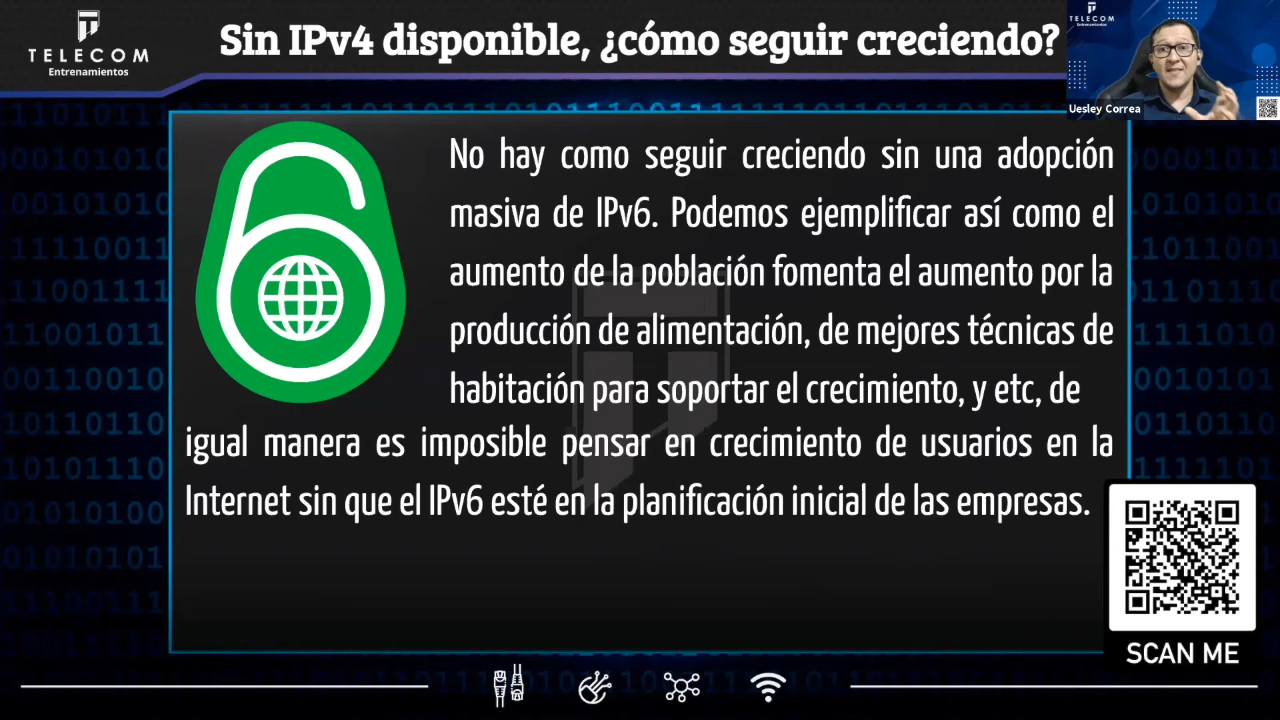 TELECOM
Entrenamientos
Sin IPv4 disponible, ¿cómo seguir creciendo?
TELECOM
Uesley Correa
No hay como seguir creciendo sin una adopción
masiva de IPv6. Podemos ejemplificar así como el
aumento de la población fomenta el aumento por la
producción de alimentación, de mejores técnicas de
habitación para soportar el crecimiento, y etc, de
igual manera es imposible pensar en crecimiento de usuarios en la
Internet sin que el IPv6 esté en la planificación inicial de las empresas.
SCAN ME